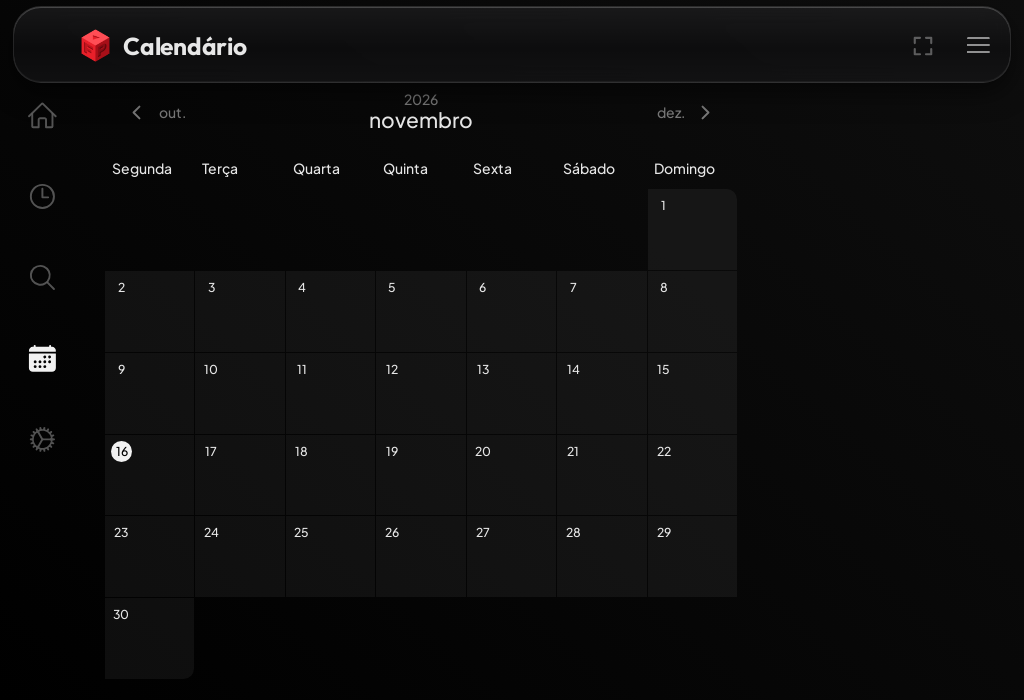 Calendário
out.
2026
novembro
dez.
Segunda Terça Quarta Quinta Sexta Sábado Domingo
1
2 3 4 5 6 7 8
9 10 11 12 13 14 15
16 17 18 19 20 21 22
23 24 25 26 27 28 29
30